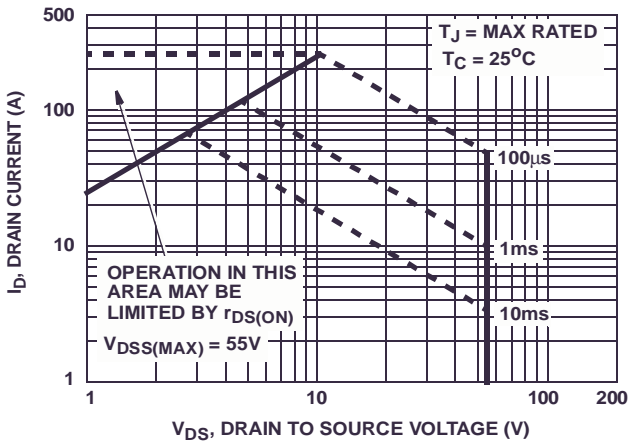 500
T_J = MAX RATED
T_C = 25°C
100
100μs
10
1ms
OPERATION IN THIS
AREA MAY BE
LIMITED BY r_DS(ON)
10ms
V_DSS(MAX) = 55V
1
1
10
100
200
I_D, DRAIN CURRENT (A)
V_DS, DRAIN TO SOURCE VOLTAGE (V)